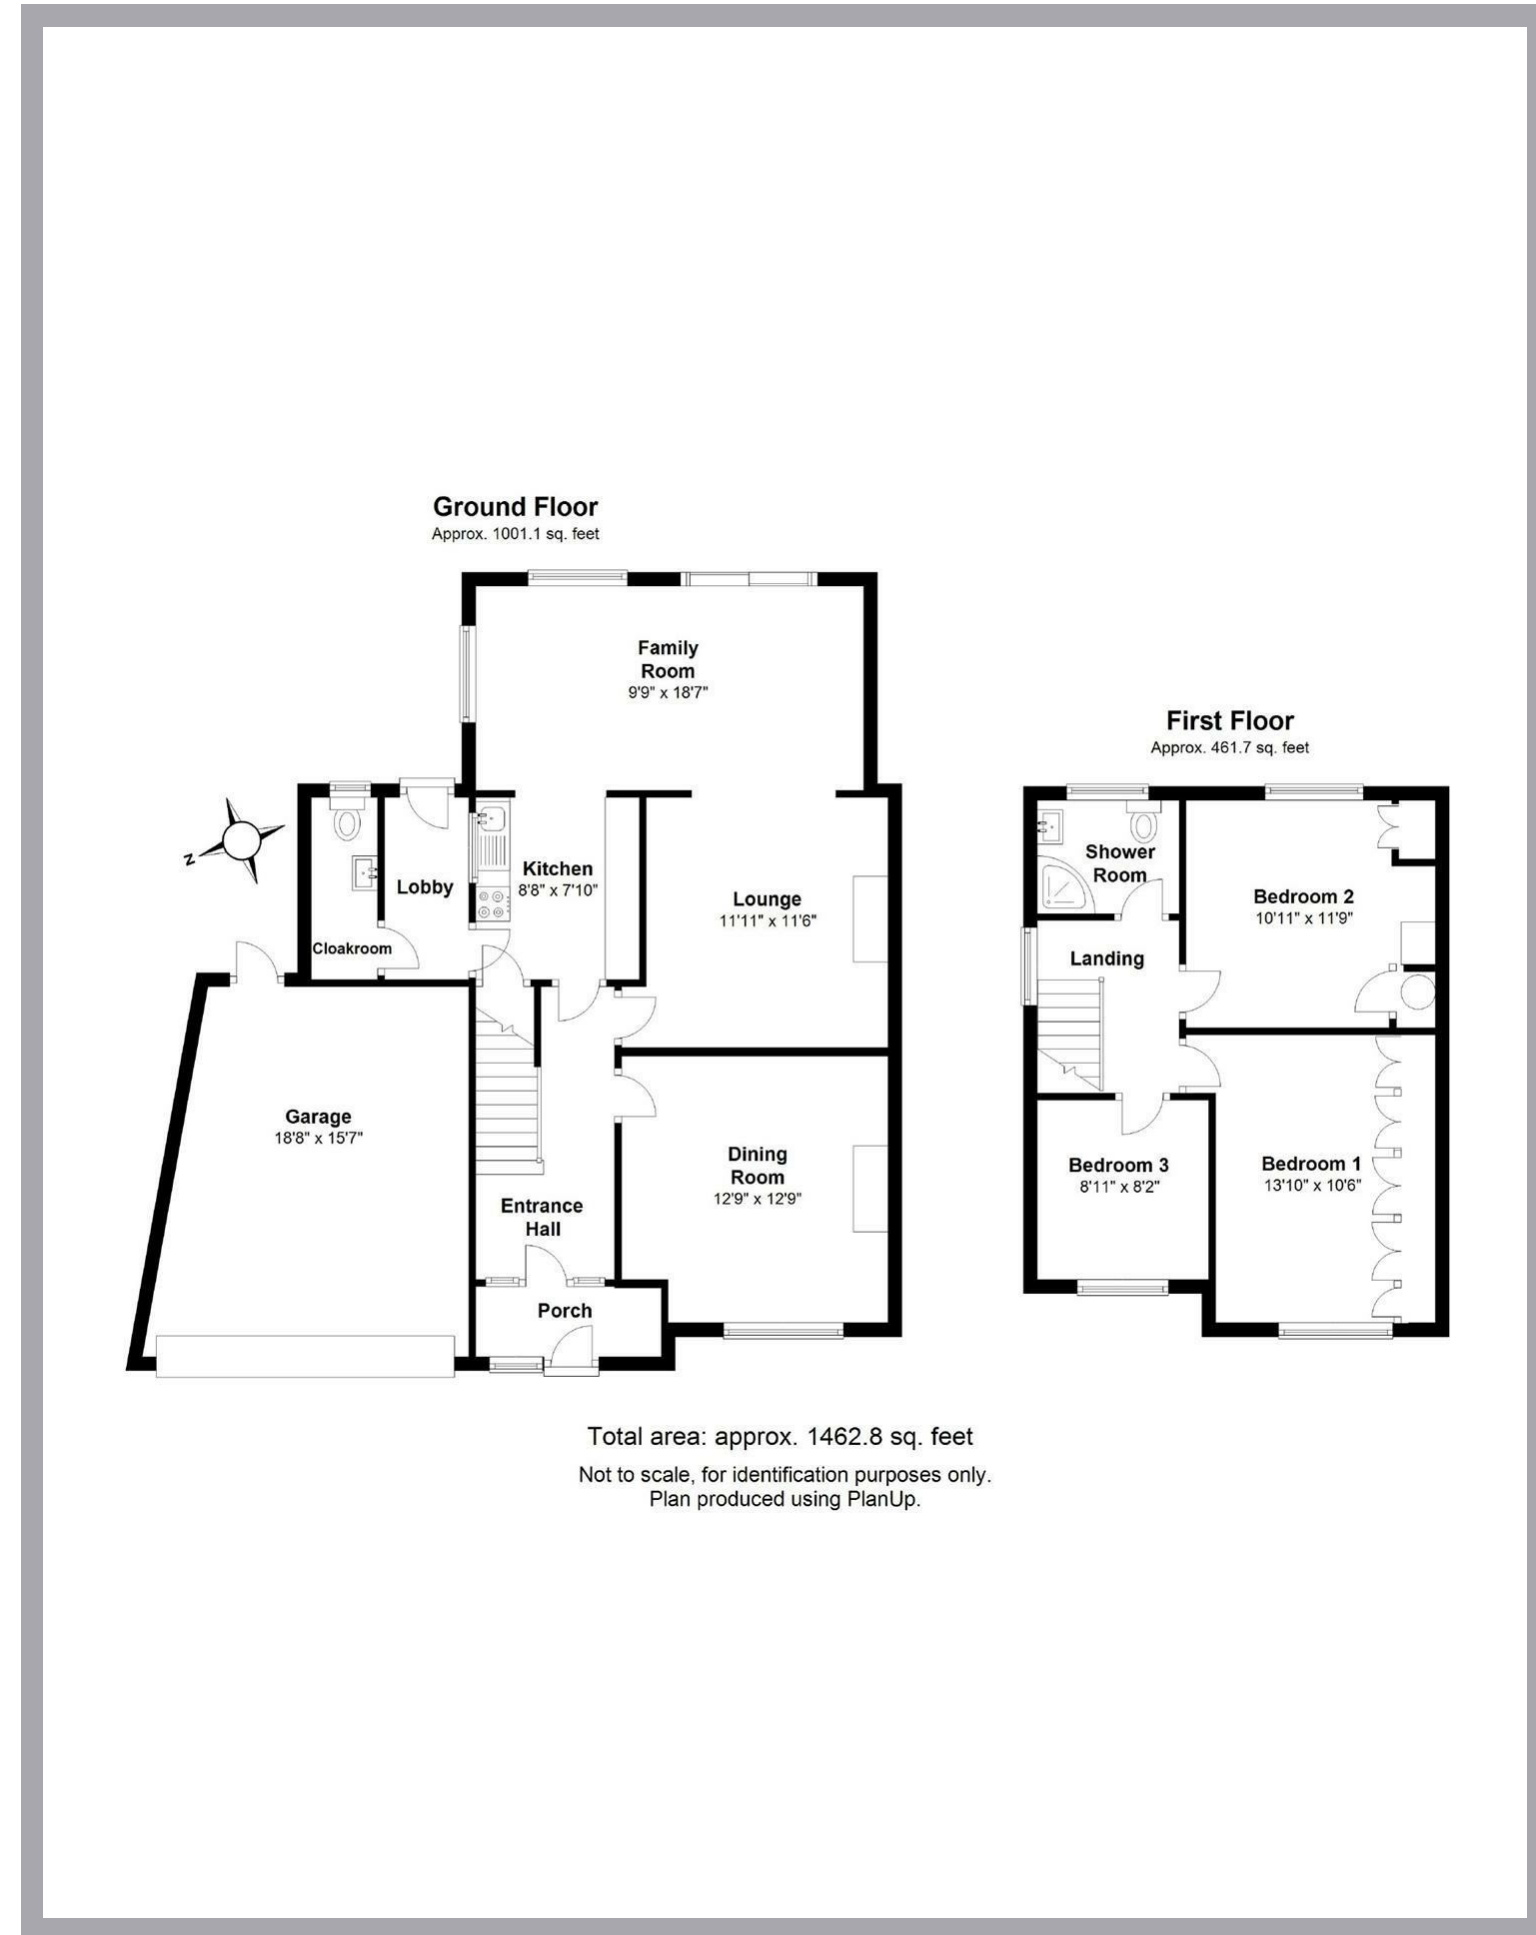 Ground Floor
Approx. 1001.1 sq. feet
Family
Room
9'9" x 18'7"
Kitchen
8'8" x 7'10"
Lobby
Cloakroom
Lounge
11'11" x 11'6"
N
Garage
18'8" x 15'7"
Dining
Room
12'9" x 12'9"
Entrance
Hall
Porch
First Floor
Approx. 461.7 sq. feet
Shower
Room
Bedroom 2
10'11" x 11'9"
Landing
Bedroom 3
8'11" x 8'2"
Bedroom 1
13'10" x 10'6"
Total area: approx. 1462.8 sq. feet
Not to scale, for identification purposes only.
Plan produced using PlanUp.